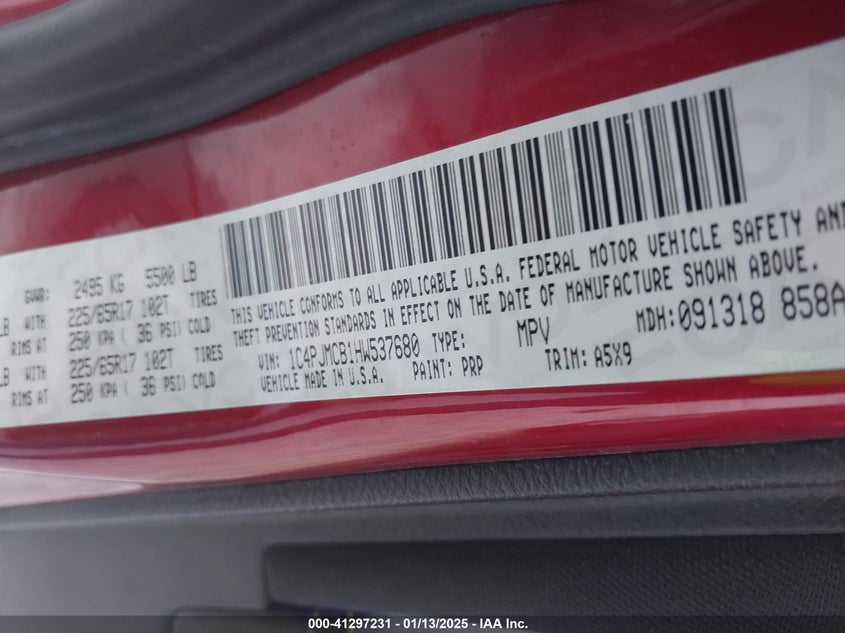 GVWR: 2495 KG 5500 LB
LB WITH 225/65R17 102T TIRES
RIMS AT 250 KPA ( 36 PSI) COLD
LB WITH 225/65R17 102T TIRES
RIMS AT 250 KPA ( 36 PSI) COLD
THIS VEHICLE CONFORMS TO ALL APPLICABLE U.S.A. FEDERAL MOTOR VEHICLE SAFETY AND
THEFT PREVENTION STANDARDS IN EFFECT ON THE DATE OF MANUFACTURE SHOWN ABOVE.
VIN: 1C4PJMCB1HW537680 TYPE: MPV MDH: 091318 858A
VEHICLE MADE IN U.S.A. PAINT: PRP TRIM: A5X9
000-41297231 - 01/13/2025 - IAA Inc.